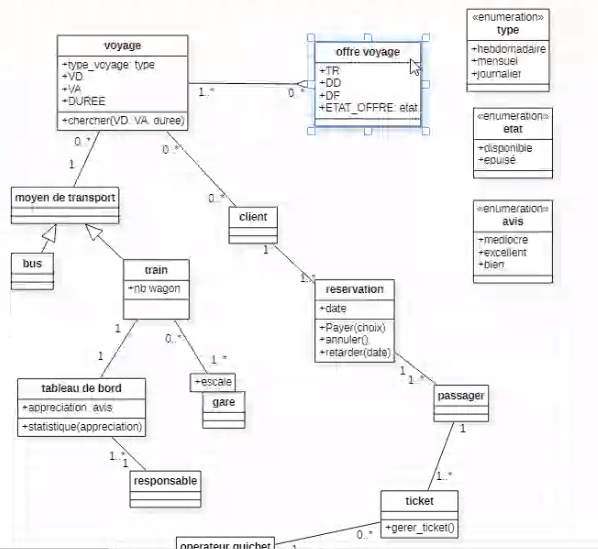 voyage
+type_voyage: type
+VD
+VA
+DUREE
+chercher(VD, VA, duree)
offre voyage
+TR
+DD
+DF
+ETAT_OFFRE: etat
«enumeration»
type
+hebdomadaire
+mensuel
+journalier
1..*
0..*
«enumeration»
etat
+disponible
+epuisé
0..*
1
0..*
0..*
moyen de transport
client
1
«enumeration»
avis
+mediocre
+excellent
+bien
bus
train
+nb wagon
1..*
reservation
+date
+Payer(choix)
+annuler()
+retarder(date)
1
0..*
1
1..*
+escale
gare
1
1..*
tableau de bord
+appreciation avis
+statistique(appreciation)
passager
1
1..*
1
responsable
1..*
ticket
+gerer_ticket()
0..*
operateur guichet
1